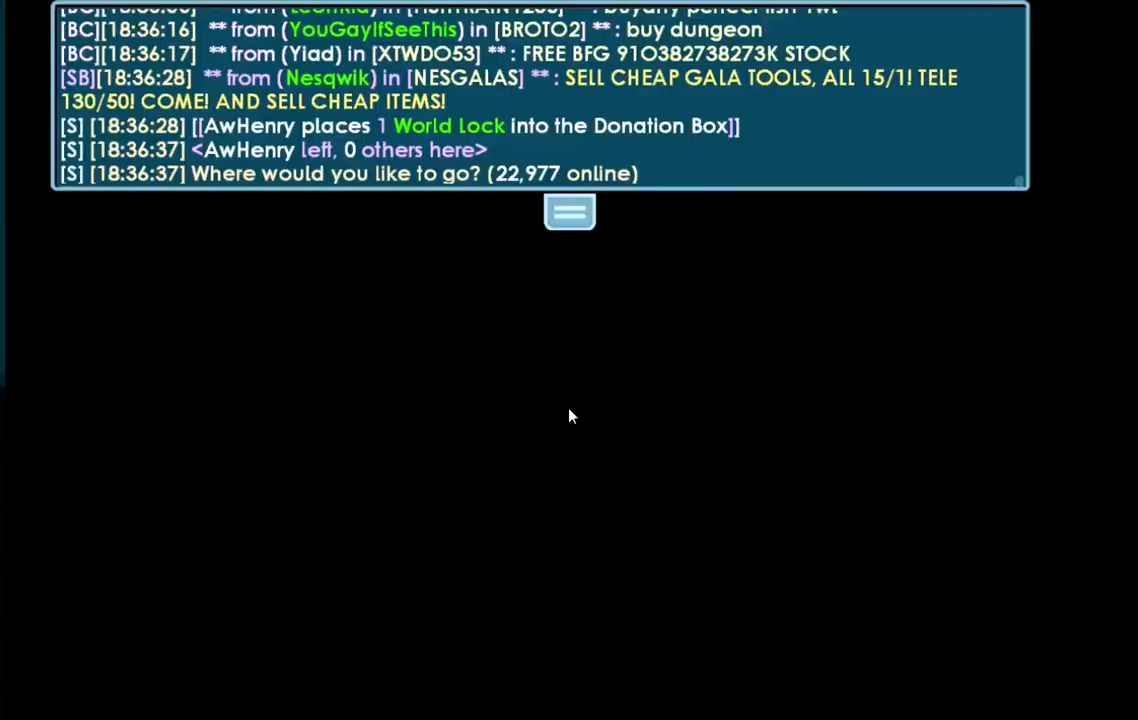 [BC][18:36:16] ** from (YouGayIfSeeThis) in [BROTO2] ** : buy dungeon
[BC][18:36:17] ** from (Yiad) in [XTWDO53] ** : FREE BFG 91O382738273K STOCK
[SB][18:36:28] ** from (Nesqwik) in [NESGALAS] ** : SELL CHEAP GALA TOOLS, ALL 15/1! TELE
130/50! COME! AND SELL CHEAP ITEMS!
[S] [18:36:28] [[AwHenry places 1 World Lock into the Donation Box]]
[S] [18:36:37] <AwHenry left, 0 others here>
[S] [18:36:37] Where would you like to go? (22,977 online)